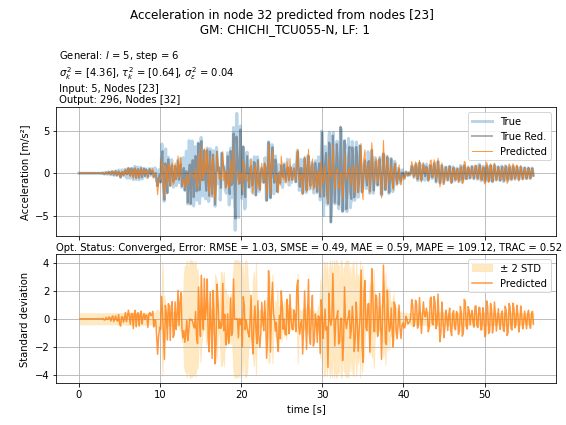 Acceleration in node 32 predicted from nodes [23]
GM: CHICHI_TCU055-N, LF: 1
General: l = 5, step = 6
σ²ₖ = [4.36], τ²ₖ = [0.64], σ²ε = 0.04
Input: 5, Nodes [23]
Output: 296, Nodes [32]
Acceleration [m/s²]
5
0
−5
True
True Red.
Predicted
Opt. Status: Converged, Error: RMSE = 1.03, SMSE = 0.49, MAE = 0.59, MAPE = 109.12, TRAC = 0.52
Standard deviation
4
2
0
−2
−4
± 2 STD
Predicted
0 10 20 30 40 50
time [s]